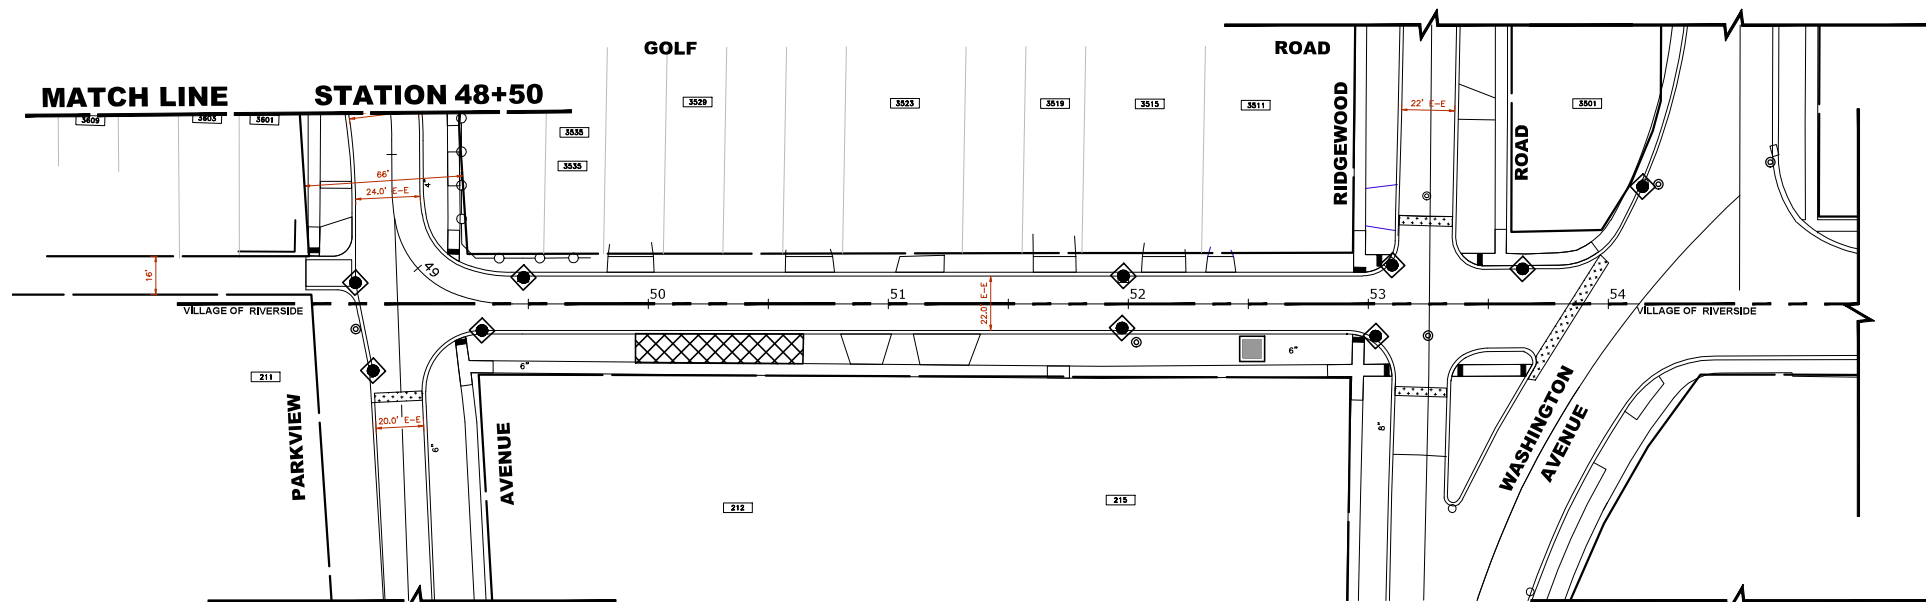 GOLF ROAD
MATCH LINE STATION 48+50
3609
3603
3601
3538
3535
3529
3523
3519
3515
3511
3501
RIDGEWOOD
ROAD
22' E-E
66'
24.0' E-E
4"
16'
49
50
51
52
53
54
22.0' E-E
VILLAGE OF RIVERSIDE
VILLAGE OF RIVERSIDE
6"
6"
211
20.0' E-E
6"
8"
PARKVIEW
AVENUE
WASHINGTON
AVENUE
212
215